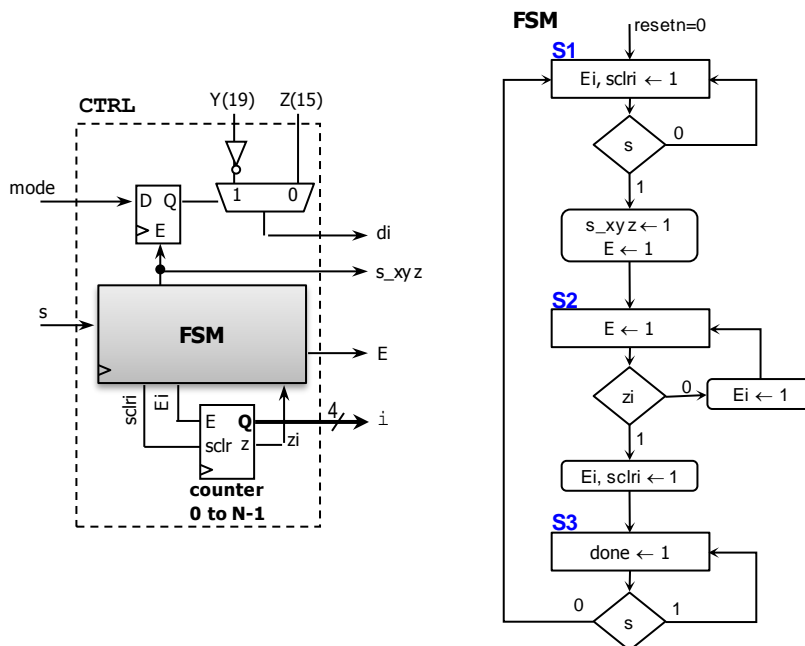 CTRL
Y(19)
Z(15)
mode
D Q
E
1 0
di
s_xyz
s
FSM
E
sclri
Ei
E Q
sclr z
zi
4
i
counter
0 to N-1
FSM
resetn=0
S1
Ei, sclri ← 1
s
0
1
s_xyz ← 1
E ← 1
S2
E ← 1
zi
0
Ei ← 1
1
Ei, sclri ← 1
S3
done ← 1
0
s
1